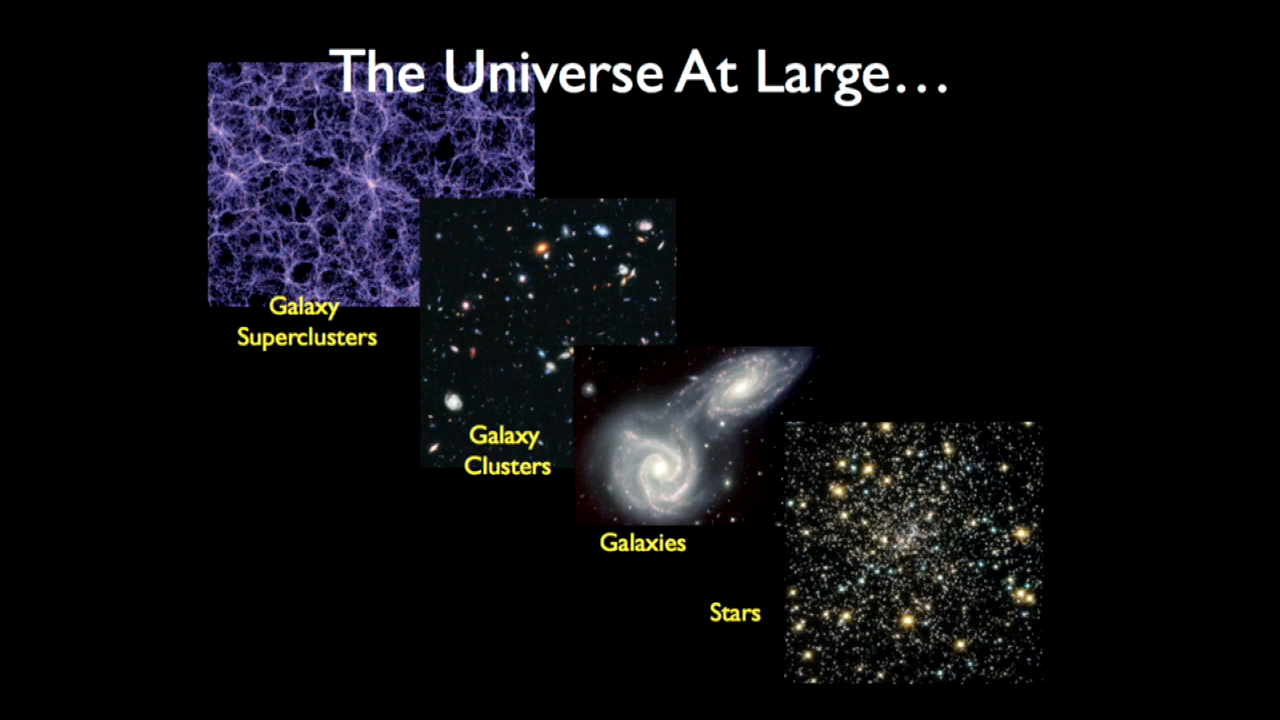 The Universe At Large…
Galaxy
Superclusters
Galaxy
Clusters
Galaxies
Stars